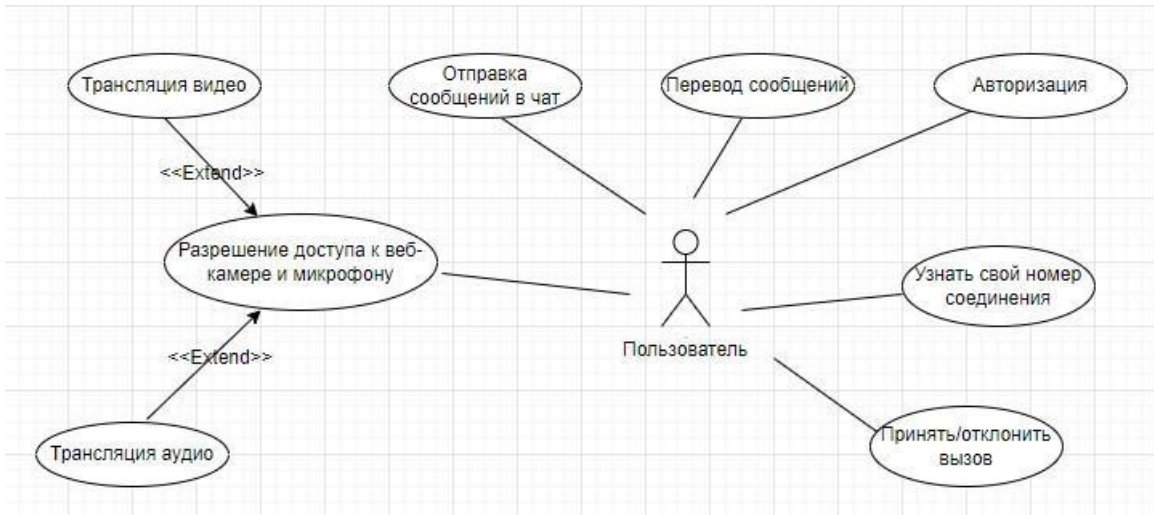 Трансляция видео
Отправка
сообщений в чат
Перевод сообщений
Авторизация
<<Extend>>
Разрешение доступа к веб-
камере и микрофону
Узнать свой номер
соединения
Пользователь
<<Extend>>
Принять/отклонить
вызов
Трансляция аудио